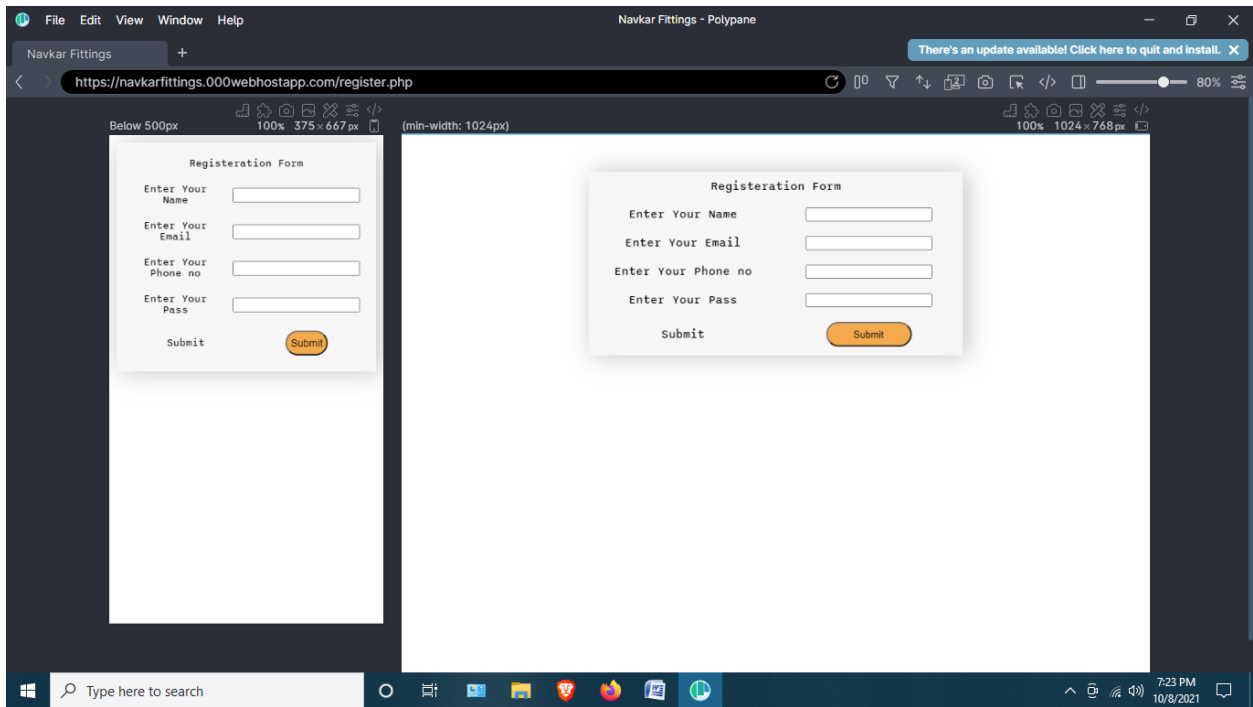 File Edit View Window Help
Navkar Fittings - Polypane
Navkar Fittings
There's an update available! Click here to quit and install. X
https://navkarfittings.000webhostapp.com/register.php
80%
Below 500px
100% 375×667 px
Registeration Form
Enter Your
Name
Enter Your
Email
Enter Your
Phone no
Enter Your
Pass
Submit Submit
(min-width: 1024px)
100% 1024×768 px
Registeration Form
Enter Your Name
Enter Your Email
Enter Your Phone no
Enter Your Pass
Submit Submit
Type here to search
7:23 PM
10/8/2021